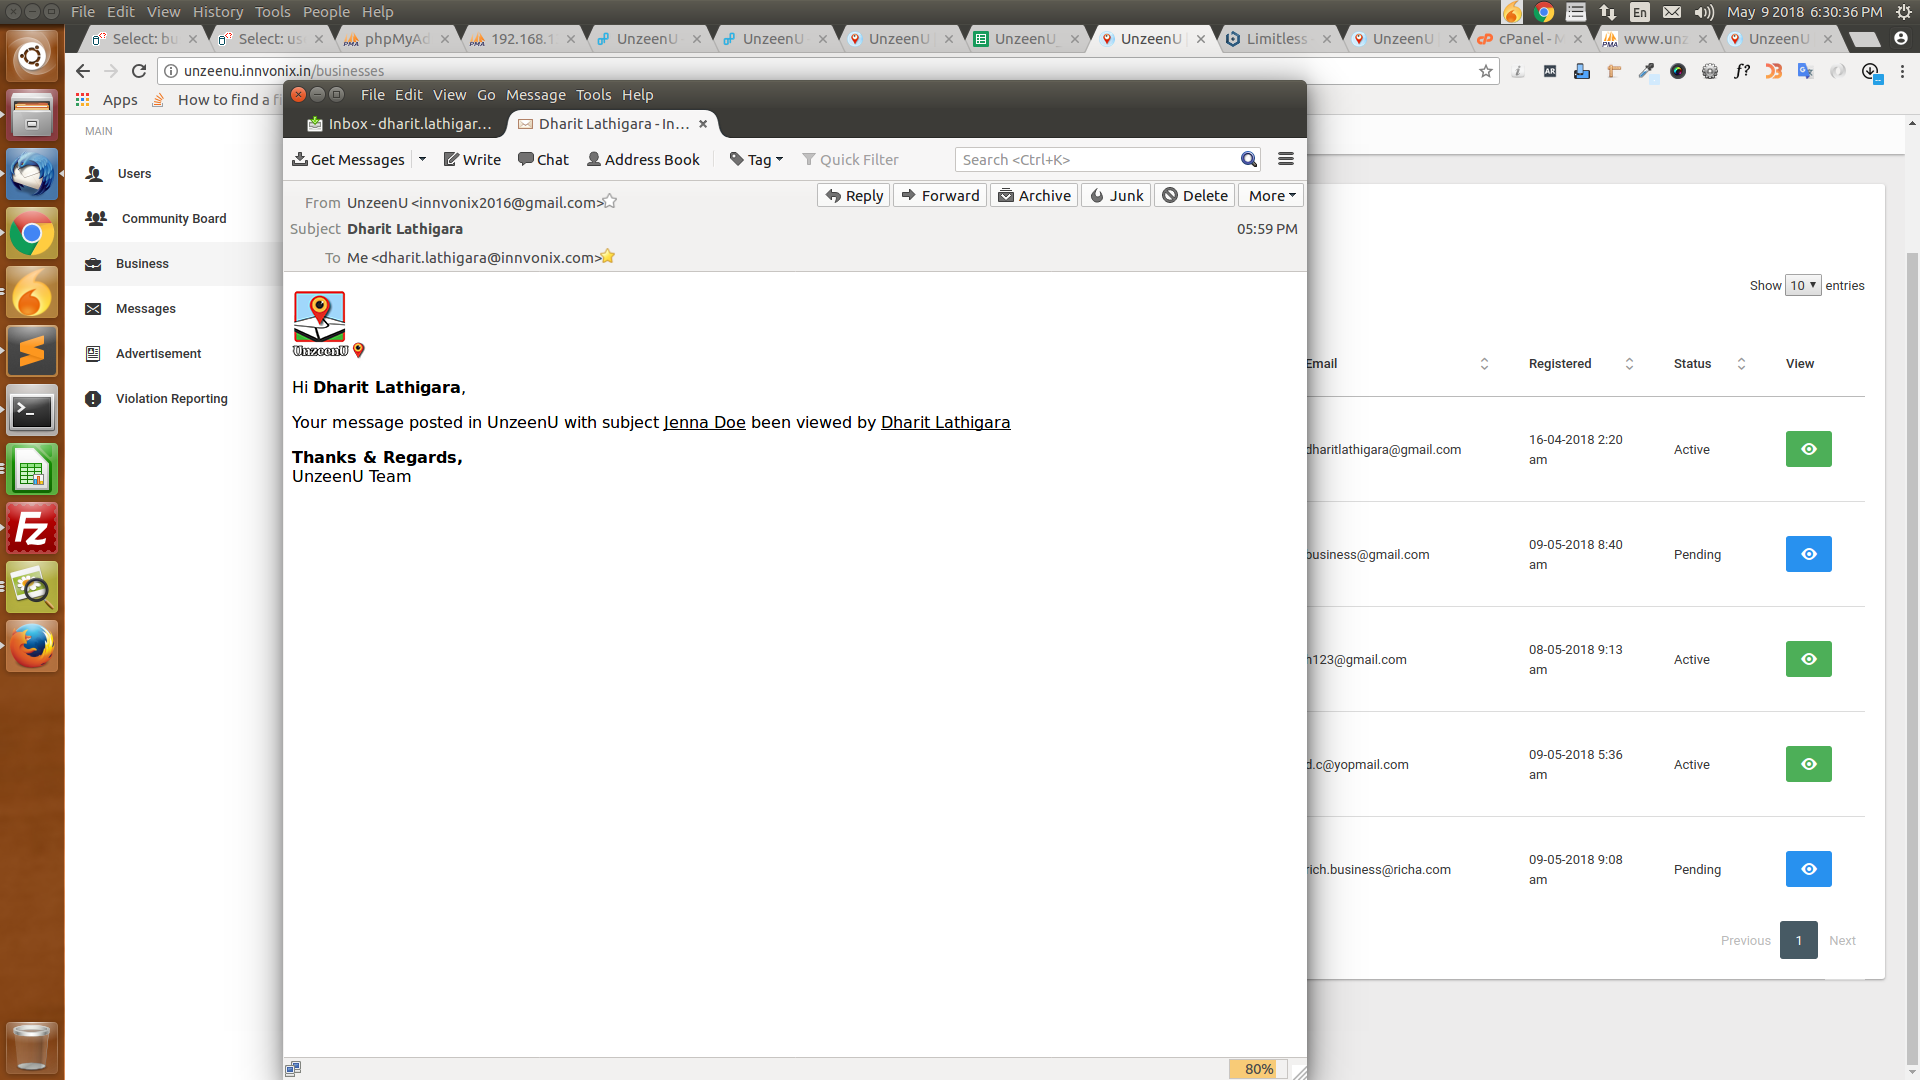 File Edit View History Tools People Help
En May 9 2018 6:30:36 PM
Select: bu Select: us phpMyAd 192.168.1 UnzeenU UnzeenU UnzeenU UnzeenU_ UnzeenU Limitless UnzeenU cPanel - M www.unz UnzeenU
unzeenu.innvonix.in/businesses
Apps How to find a fi
MAIN
Users
Community Board
Business
Messages
Advertisement
Violation Reporting
File Edit View Go Message Tools Help
Inbox - dharit.lathigar... Dharit Lathigara - In...
Get Messages Write Chat Address Book Tag Quick Filter Search <Ctrl+K>
From UnzeenU <innvonix2016@gmail.com> Reply Forward Archive Junk Delete More
Subject Dharit Lathigara 05:59 PM
To Me <dharit.lathigara@innvonix.com>
UnzeenU
Hi Dharit Lathigara,
Your message posted in UnzeenU with subject Jenna Doe been viewed by Dharit Lathigara
Thanks & Regards,
UnzeenU Team
80%
Show 10 entries
Email Registered Status View
dharitlathigara@gmail.com 16-04-2018 2:20 am Active
business@gmail.com 09-05-2018 8:40 am Pending
n123@gmail.com 08-05-2018 9:13 am Active
d.c@yopmail.com 09-05-2018 5:36 am Active
rich.business@richa.com 09-05-2018 9:08 am Pending
Previous 1 Next